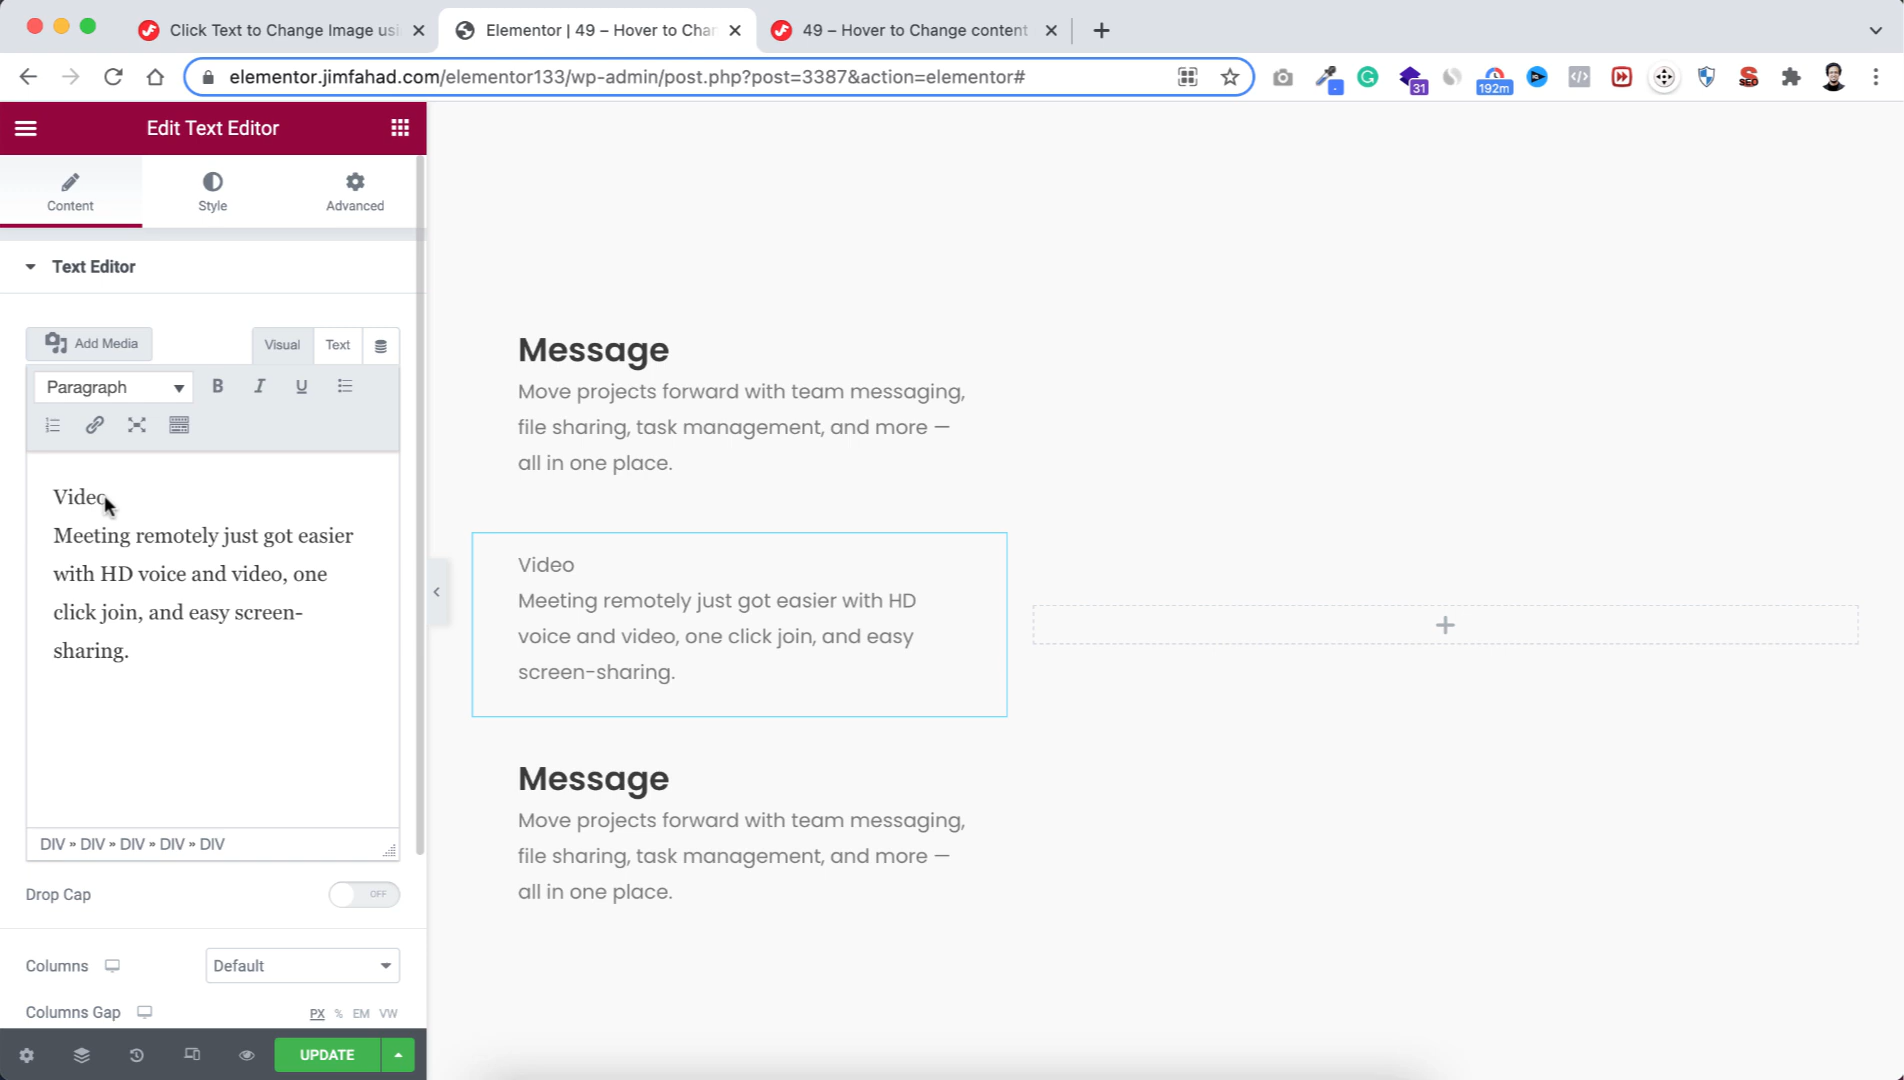 Click Text to Change Image usi
Elementor | 49 – Hover to Chan
49 – Hover to Change content
elementor.jimfahad.com/elementor133/wp-admin/post.php?post=3387&action=elementor#
31
192m
SEO
Edit Text Editor
Content
Style
Advanced
Text Editor
Add Media
Visual
Text
Paragraph
B
I
U
Video
Meeting remotely just got easier
with HD voice and video, one
click join, and easy screen-
sharing.
DIV » DIV » DIV » DIV » DIV
Drop Cap
OFF
Columns
Default
Columns Gap
PX % EM VW
UPDATE
Message
Move projects forward with team messaging,
file sharing, task management, and more —
all in one place.
Video
Meeting remotely just got easier with HD
voice and video, one click join, and easy
screen-sharing.
Message
Move projects forward with team messaging,
file sharing, task management, and more —
all in one place.